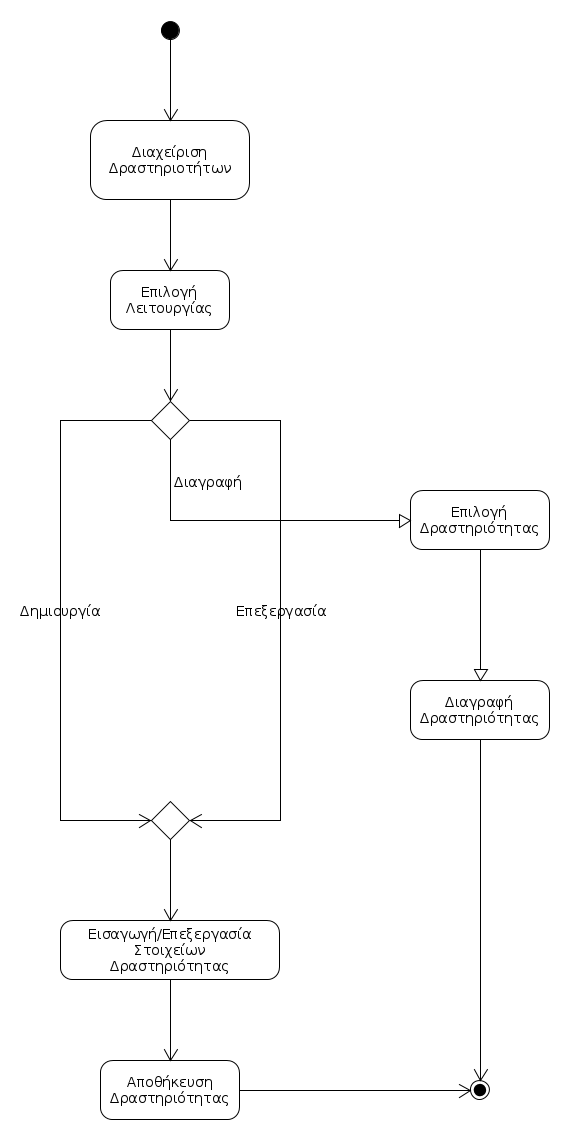 Διαχείριση
Δραστηριοτήτων
Επιλογή
Λειτουργίας
Διαγραφή
Επιλογή
Δραστηριότητας
Δημιουργία
Επεξεργασία
Διαγραφή
Δραστηριότητας
Εισαγωγή/Επεξεργασία
Στοιχείων
Δραστηριότητας
Αποθήκευση
Δραστηριότητας